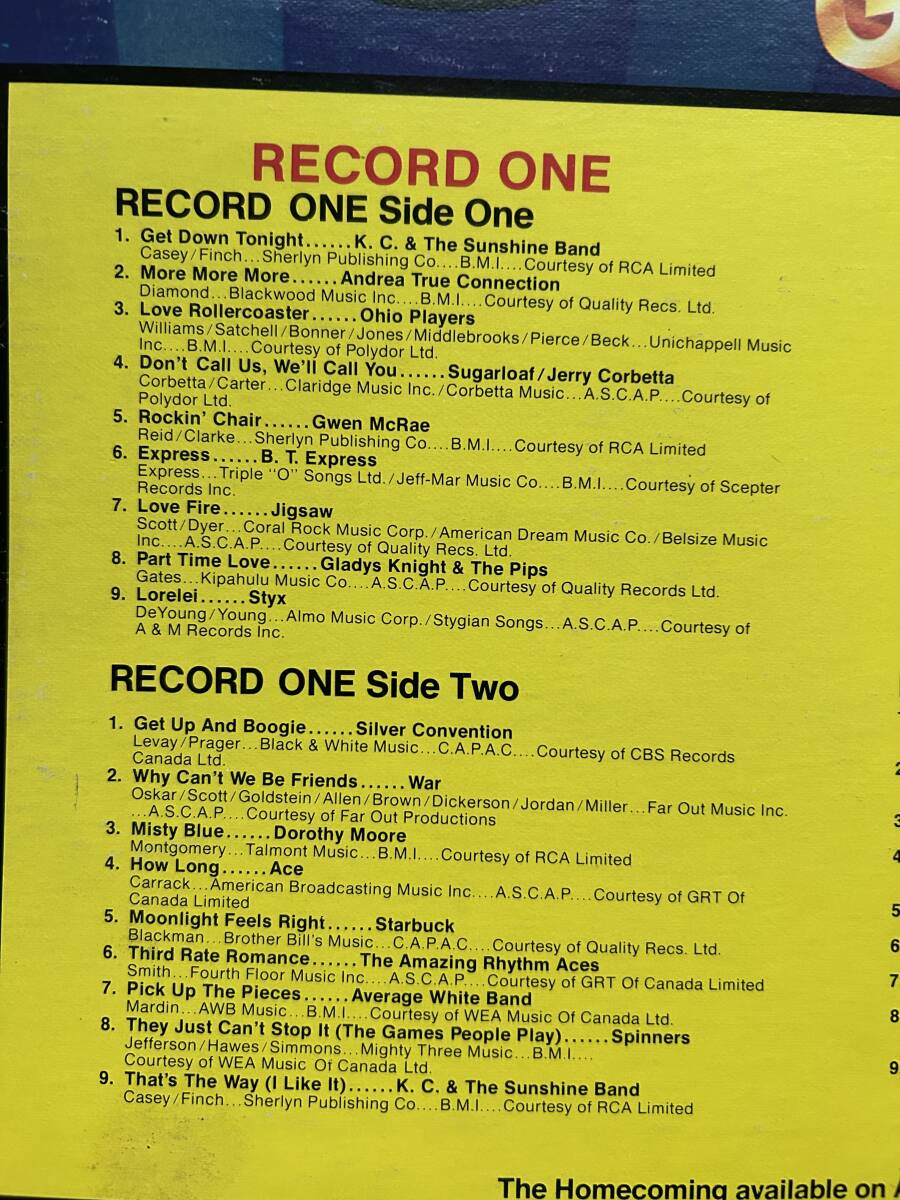 RECORD ONE
RECORD ONE Side One
1. Get Down Tonight......K. C. & The Sunshine Band
Casey/Finch...Sherlyn Publishing Co....B.M.I....Courtesy of RCA Limited
2. More More More......Andrea True Connection
Diamond...Blackwood Music Inc....B.M.I....Courtesy of Quality Recs. Ltd.
3. Love Rollercoaster......Ohio Players
Williams/Satchell/Bonner/Jones/Middlebrooks/Pierce/Beck...Unichappell Music
Inc....B.M.I....Courtesy of Polydor Ltd.
4. Don't Call Us, We'll Call You......Sugarloaf/Jerry Corbetta
Corbetta/Carter...Claridge Music Inc./Corbetta Music...A.S.C.A.P....Courtesy of
Polydor Ltd.
5. Rockin' Chair......Gwen McRae
Reid/Clarke...Sherlyn Publishing Co....B.M.I....Courtesy of RCA Limited
6. Express......B. T. Express
Express...Triple "O" Songs Ltd./Jeff-Mar Music Co....B.M.I....Courtesy of Scepter
Records Inc.
7. Love Fire......Jigsaw
Scott/Dyer...Coral Rock Music Corp./American Dream Music Co./Belsize Music
Inc....A.S.C.A.P....Courtesy of Quality Recs. Ltd.
8. Part Time Love......Gladys Knight & The Pips
Gates...Kipahulu Music Co....A.S.C.A.P....Courtesy of Quality Records Ltd.
9. Lorelei......Styx
DeYoung/Young...Almo Music Corp./Stygian Songs...A.S.C.A.P....Courtesy of
A & M Records Inc.
RECORD ONE Side Two
1. Get Up And Boogie......Silver Convention
Levay/Prager...Black & White Music...C.A.P.A.C....Courtesy of CBS Records
Canada Ltd.
2. Why Can't We Be Friends......War
Oskar/Scott/Goldstein/Allen/Brown/Dickerson/Jordan/Miller...Far Out Music Inc.
...A.S.C.A.P....Courtesy of Far Out Productions
3. Misty Blue......Dorothy Moore
Montgomery...Talmont Music...B.M.I....Courtesy of RCA Limited
4. How Long......Ace
Carrack...American Broadcasting Music Inc....A.S.C.A.P....Courtesy of GRT Of
Canada Limited
5. Moonlight Feels Right......Starbuck
Blackman...Brother Bill's Music...C.A.P.A.C....Courtesy of Quality Recs. Ltd.
6. Third Rate Romance......The Amazing Rhythm Aces
Smith...Fourth Floor Music Inc....A.S.C.A.P....Courtesy of GRT Of Canada Limited
7. Pick Up The Pieces......Average White Band
Mardin...AWB Music...B.M.I....Courtesy of WEA Music Of Canada Ltd.
8. They Just Can't Stop It (The Games People Play)......Spinners
Jefferson/Hawes/Simmons...Mighty Three Music...B.M.I....
Courtesy of WEA Music Of Canada Ltd.
9. That's The Way (I Like It)......K. C. & The Sunshine Band
Casey/Finch...Sherlyn Publishing Co....B.M.I....Courtesy of RCA Limited
The Homecoming available on